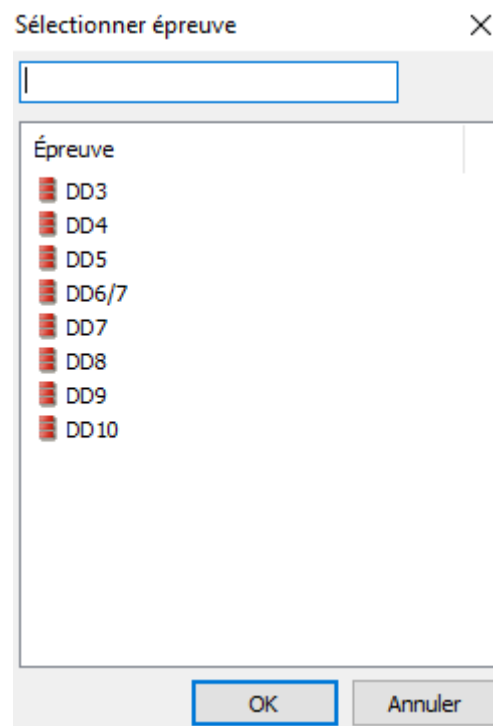 Sélectionner épreuve
Épreuve
DD3
DD4
DD5
DD6/7
DD7
DD8
DD9
DD10
OK
Annuler